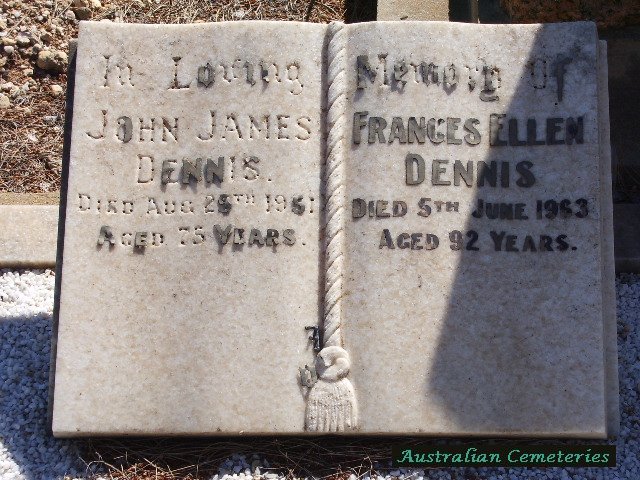 In Loving Memory Of
JOHN JAMES
DENNIS.
DIED AUG 25TH 1951
AGED 75 YEARS.
FRANCES ELLEN
DENNIS
DIED 5TH JUNE 1963
AGED 92 YEARS.
Australian Cemeteries